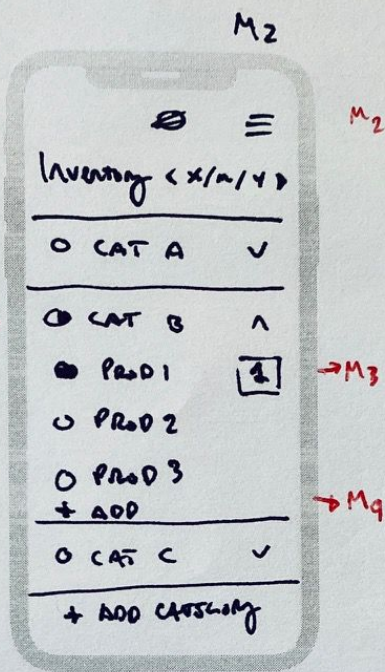 M2
M2
Inventory <x/m/y>
CAT A
CAT B
PROD 1 1 → M3
PROD 2
PROD 3
+ ADD → M9
CAT C
+ ADD CATEGORY